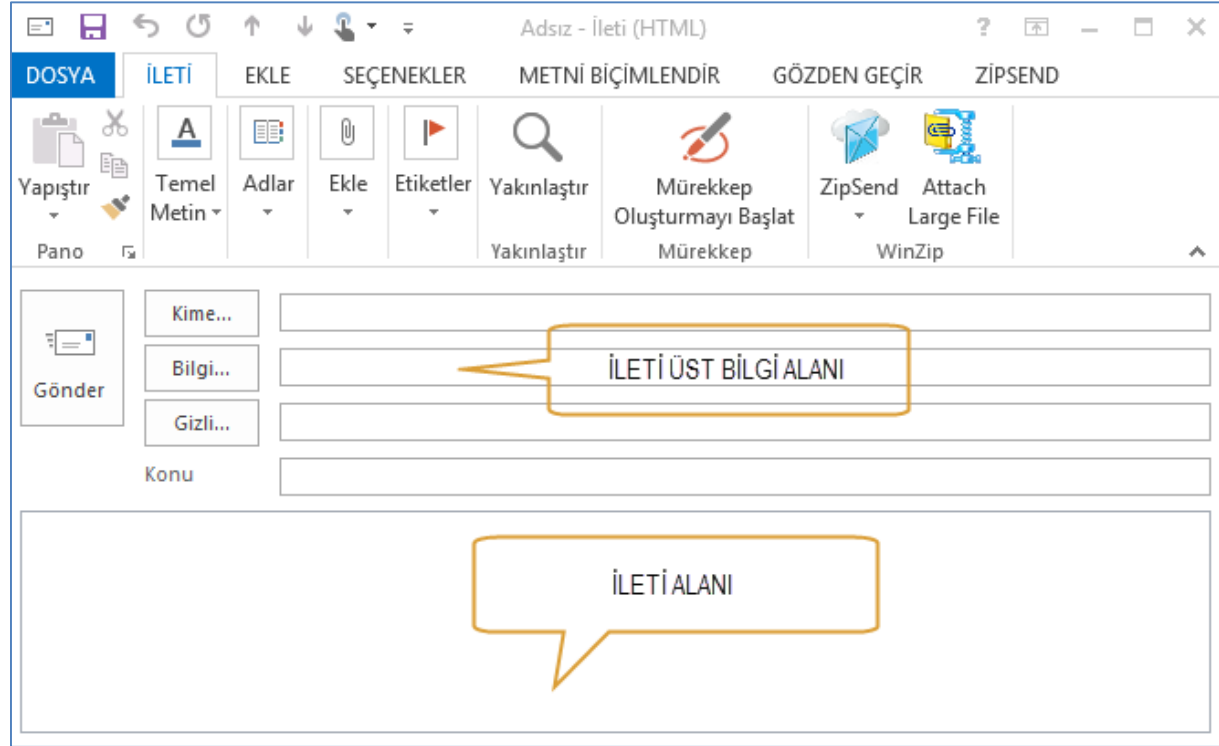 Adsız - İleti (HTML)
?
DOSYA İLETİ EKLE SEÇENEKLER METNİ BİÇİMLENDİR GÖZDEN GEÇİR ZİPSEND
Yapıştır
Temel Metin
Adlar
Ekle
Etiketler
Yakınlaştır
Mürekkep
Oluşturmayı Başlat
ZipSend
Attach
Large File
Pano
Yakınlaştır
Mürekkep
WinZip
Gönder
Kime...
Bilgi...
İLETİ ÜST BİLGİ ALANI
Gizli...
Konu
İLETİ ALANI